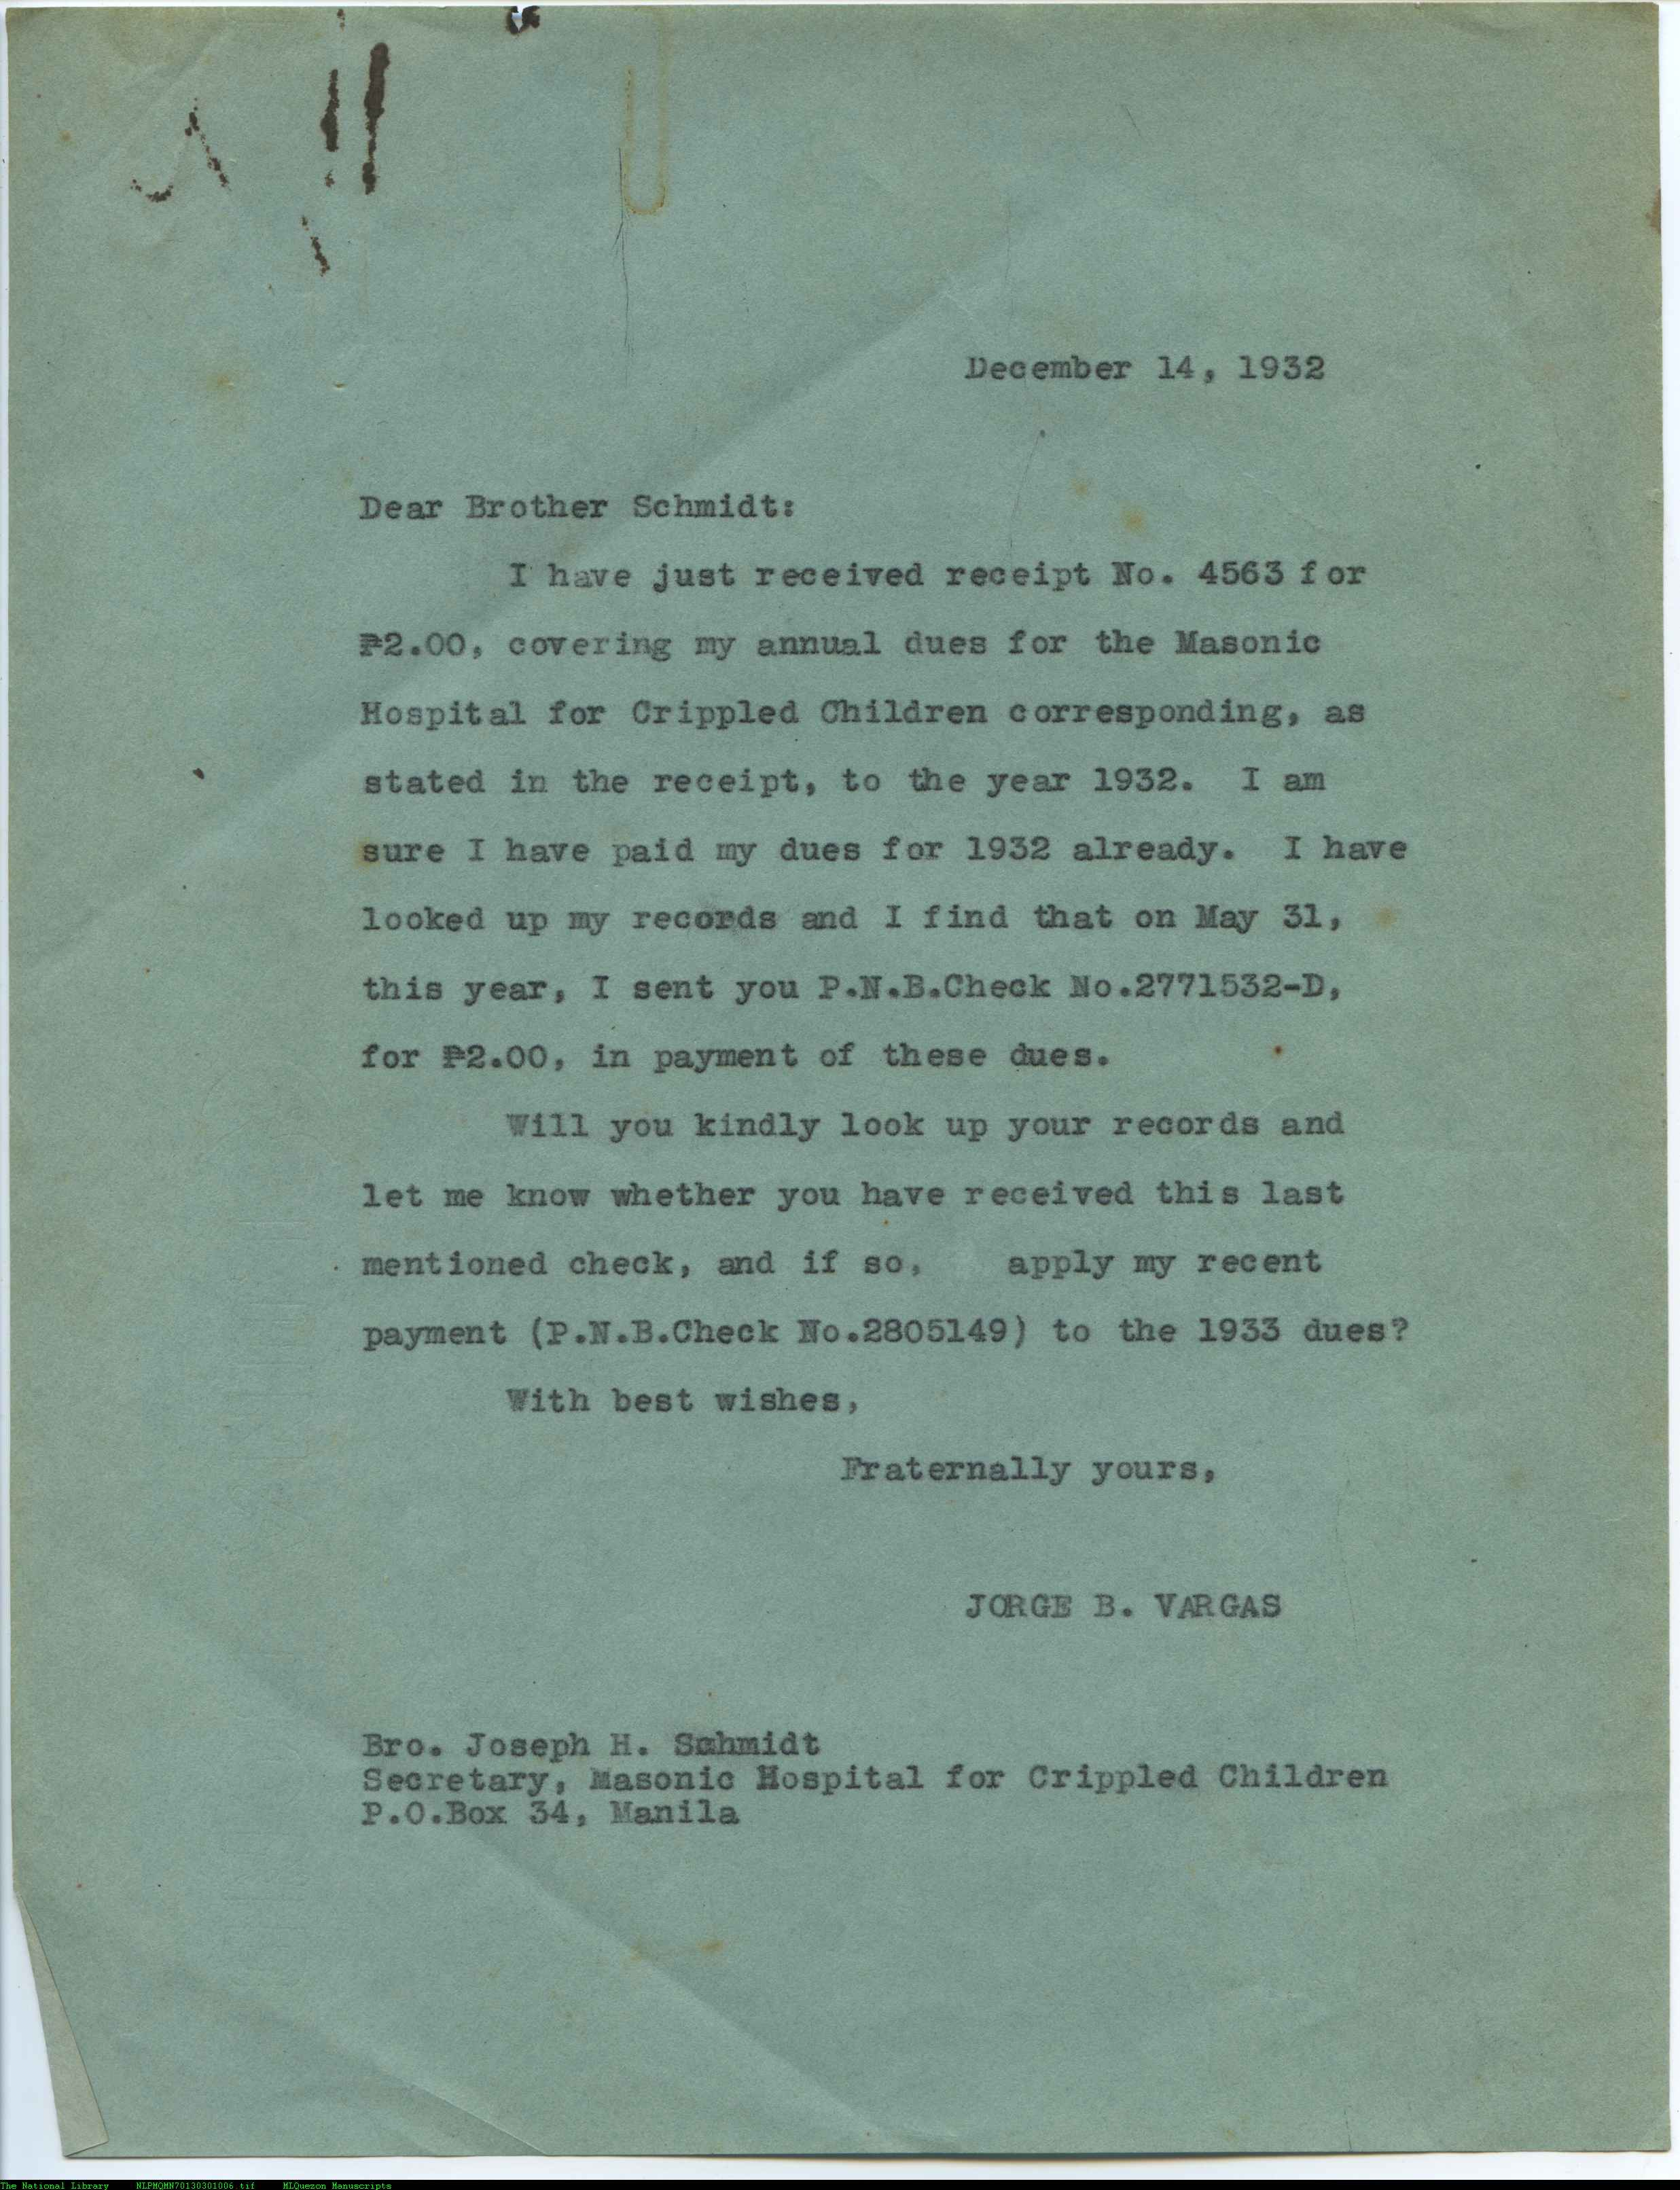 December 14, 1932
Dear Brother Schmidt:
I have just received receipt No. 4563 for
₱2.00, covering my annual dues for the Masonic
Hospital for Crippled Children corresponding, as
stated in the receipt, to the year 1932. I am
sure I have paid my dues for 1932 already. I have
looked up my records and I find that on May 31,
this year, I sent you P.N.B.Check No.2771532-D,
for ₱2.00, in payment of these dues.
Will you kindly look up your records and
let me know whether you have received this last
mentioned check, and if so, apply my recent
payment (P.N.B.Check No.2805149) to the 1933 dues?
With best wishes,
Fraternally yours,
JORGE B. VARGAS
Bro. Joseph H. Schmidt
Secretary, Masonic Hospital for Crippled Children
P.O.Box 34, Manila
The National Library NLPMQMN70130301006.tif MLQuezon Manuscripts